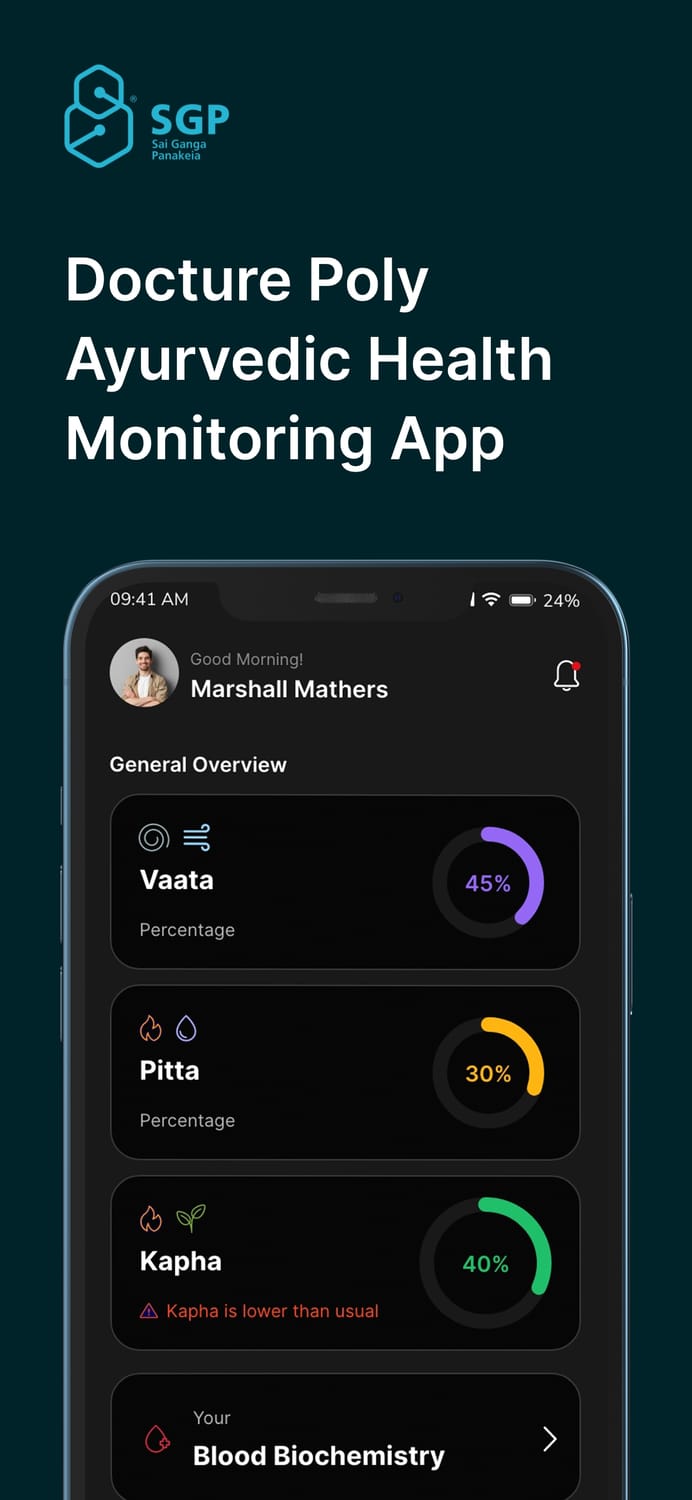 ®
SGP
Sai Ganga
Panakeia
Docture Poly
Ayurvedic Health
Monitoring App
09:41 AM
24%
Good Morning!
Marshall Mathers
General Overview
Vaata
45%
Percentage
Pitta
30%
Percentage
Kapha
40%
Kapha is lower than usual
Your
Blood Biochemistry